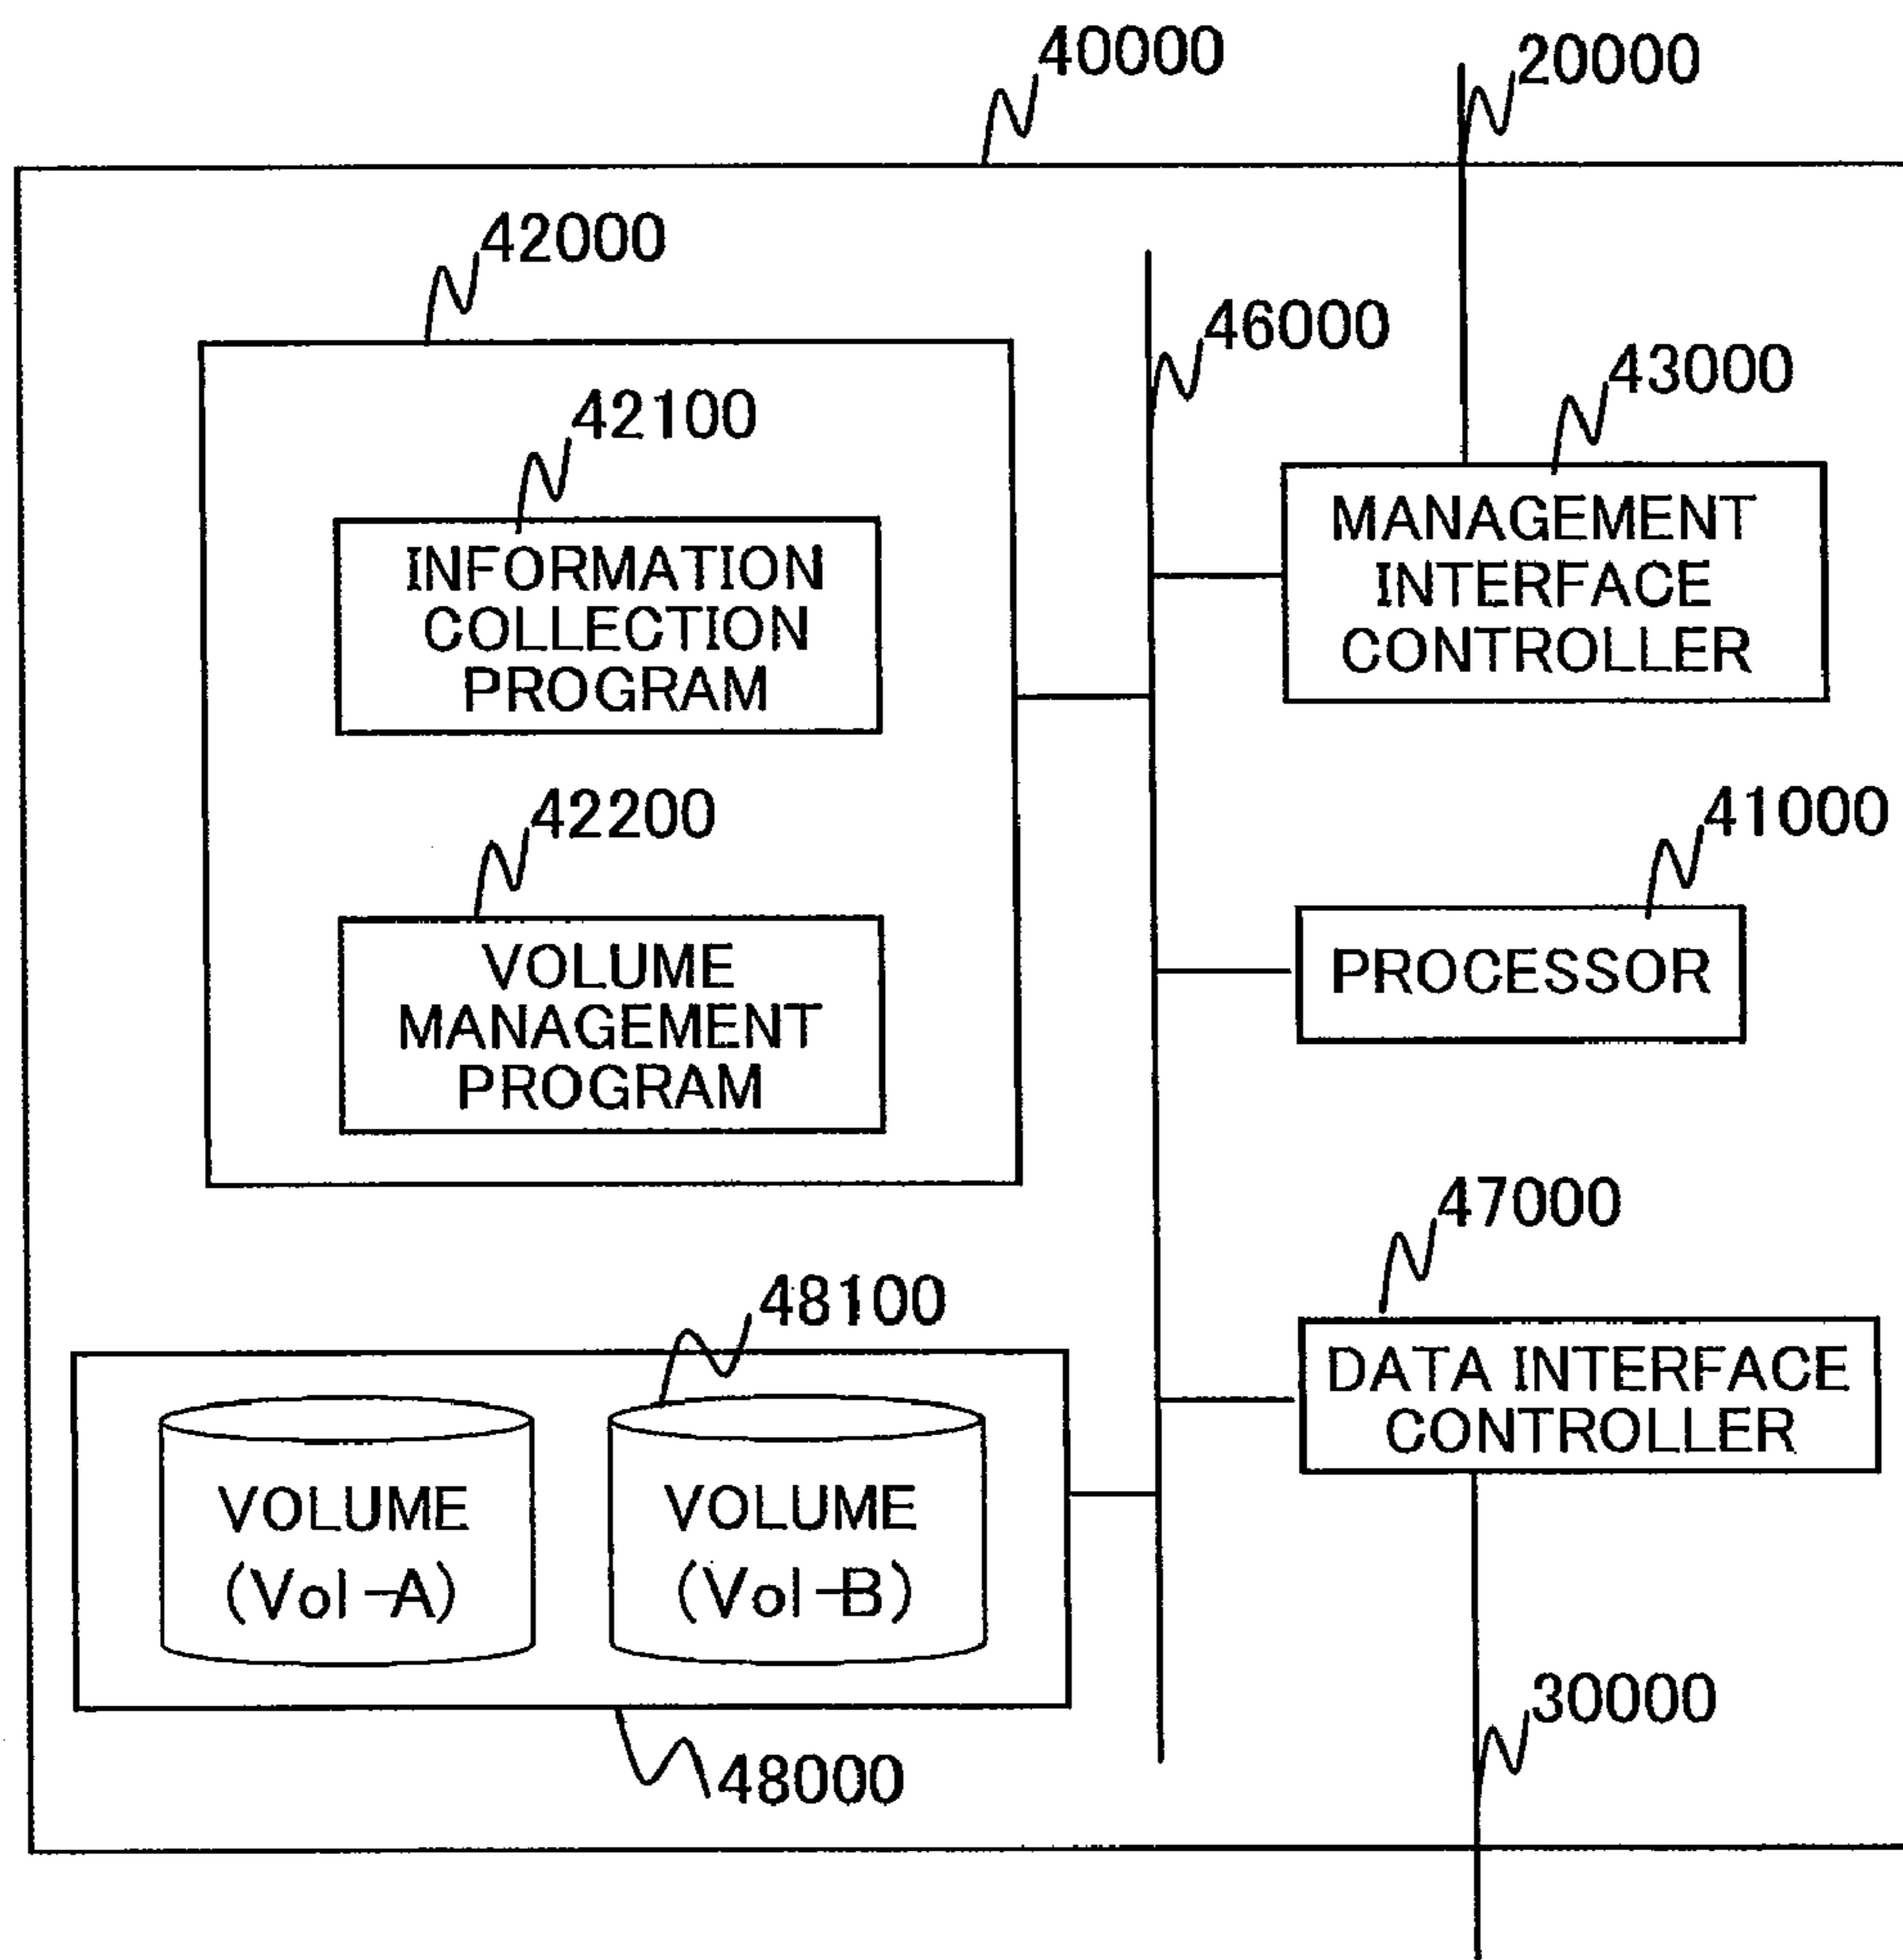 40000
20000
42000
46000
43000
42100
INFORMATION
COLLECTION
PROGRAM
MANAGEMENT
INTERFACE
CONTROLLER
42200
VOLUME
MANAGEMENT
PROGRAM
41000
PROCESSOR
47000
DATA INTERFACE
CONTROLLER
48100
VOLUME
(Vol-A)
VOLUME
(Vol-B)
48000
30000